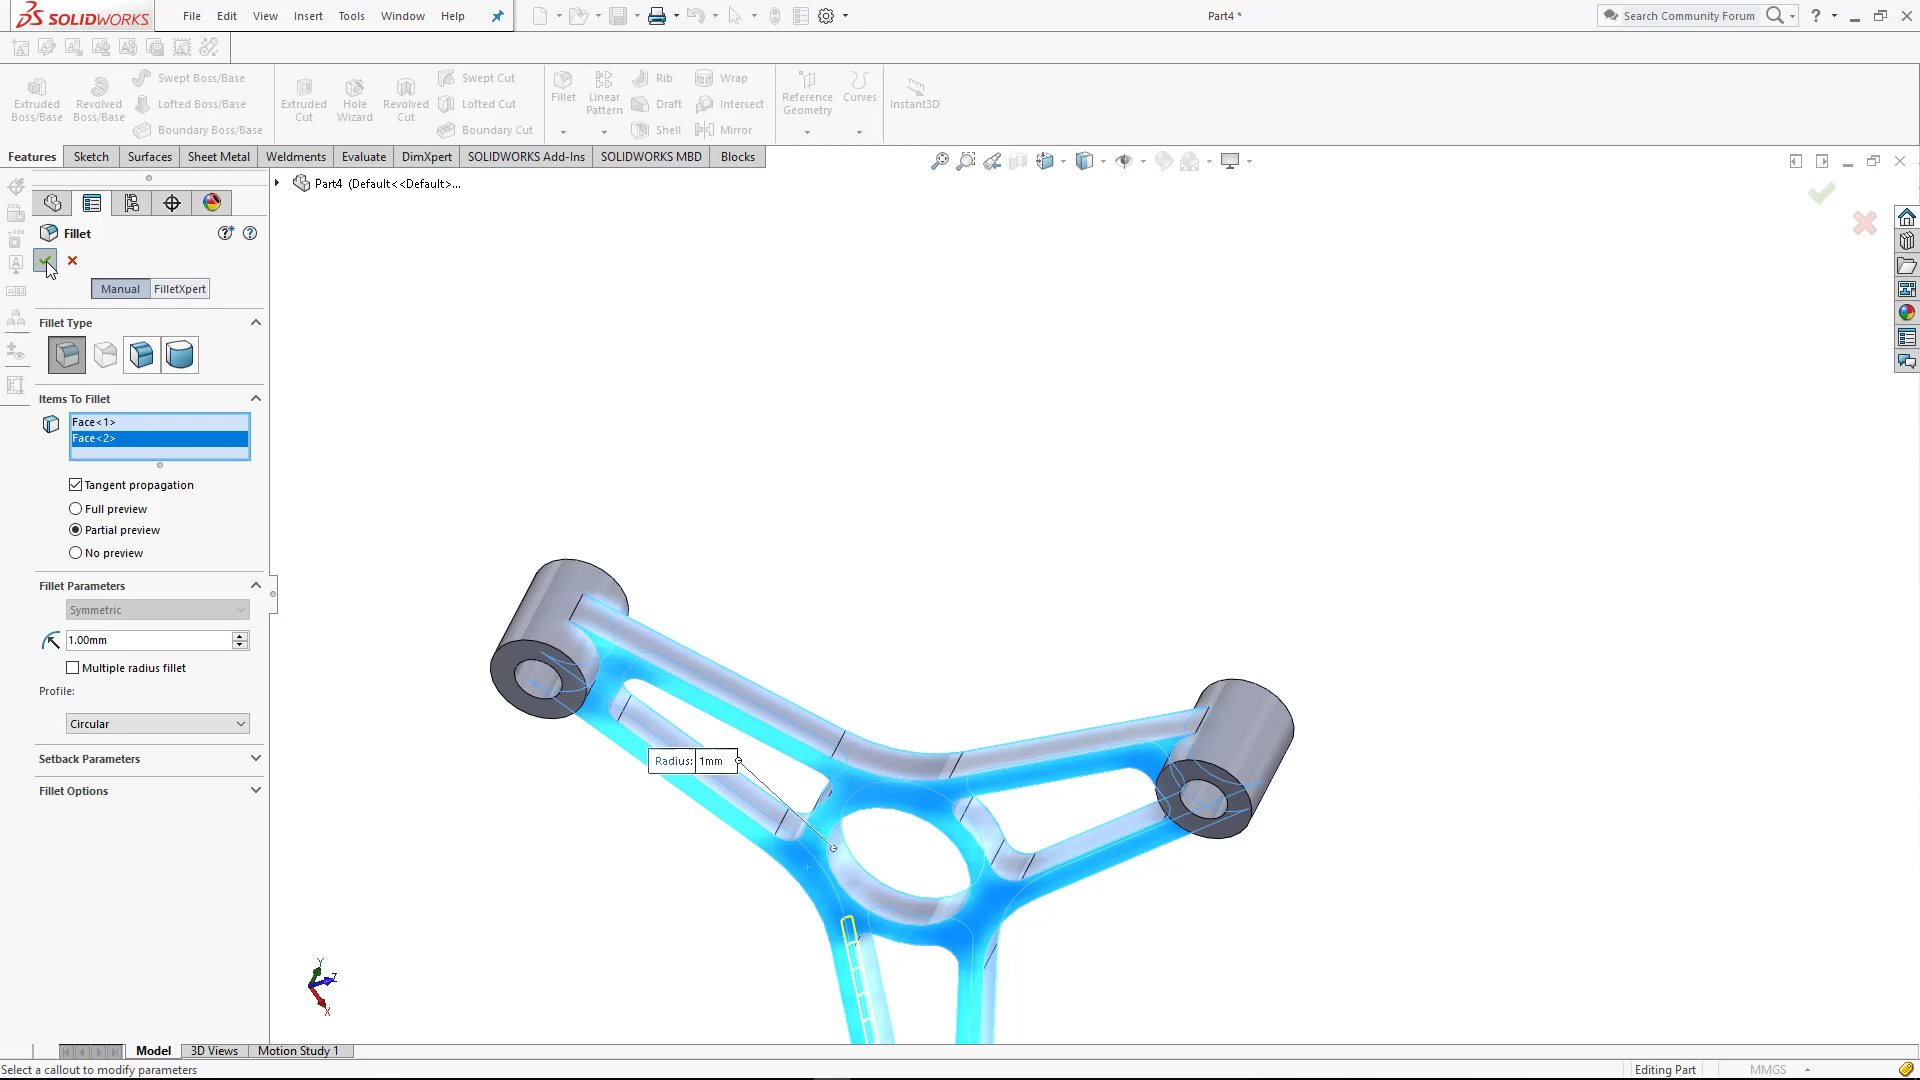 SOLIDWORKS
File Edit View Insert Tools Window Help
Part4 *
Search Community Forum
Extruded Boss/Base
Revolved Boss/Base
Swept Boss/Base
Lofted Boss/Base
Boundary Boss/Base
Extruded Cut
Hole Wizard
Revolved Cut
Swept Cut
Lofted Cut
Boundary Cut
Fillet
Linear Pattern
Rib
Draft
Shell
Wrap
Intersect
Mirror
Reference Geometry
Curves
Instant3D
Features Sketch Surfaces Sheet Metal Weldments Evaluate DimXpert SOLIDWORKS Add-Ins SOLIDWORKS MBD Blocks
Part4 (Default<<Default>...
Fillet
Manual FilletXpert
Fillet Type
Items To Fillet
Face<1>
Face<2>
Tangent propagation
Full preview
Partial preview
No preview
Fillet Parameters
Symmetric
1.00mm
Multiple radius fillet
Profile:
Circular
Setback Parameters
Fillet Options
Radius: 1mm
Y
Z
X
Model 3D Views Motion Study 1
Select a callout to modify parameters
Editing Part
MMGS